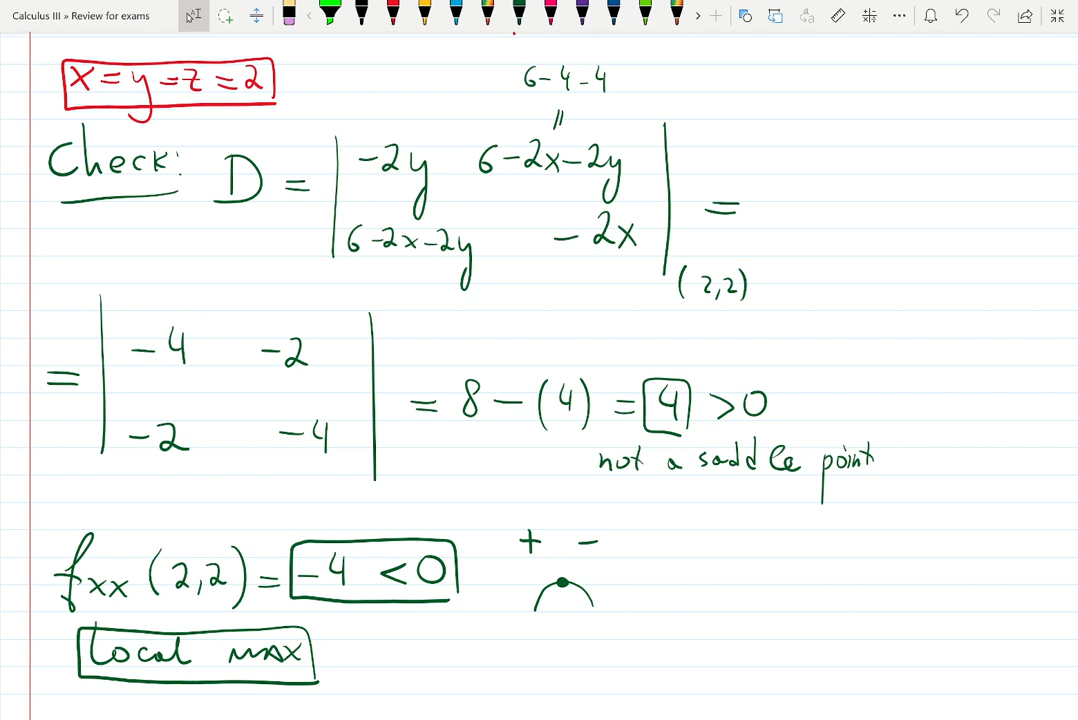 Calculus III » Review for exams
x = y = z = 2
6 - 4 - 4
=
Check: D = | -2y 6-2x-2y |
| 6-2x-2y -2x | (2,2) =
= | -4 -2 |
| -2 -4 | = 8 - (4) = 4 > 0
not a saddle point
+ -
fxx (2,2) = -4 < 0
Local max